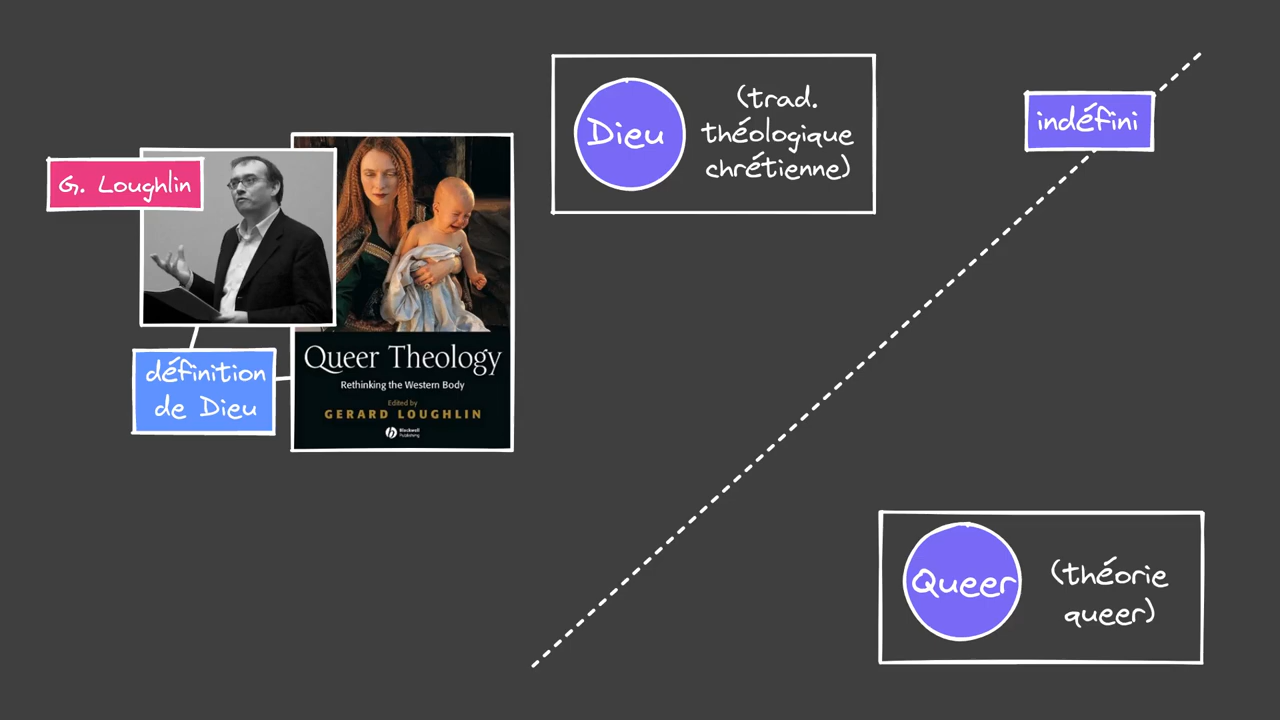 G. Loughlin
définition
de Dieu
Queer Theology
Rethinking the Western Body
Edited by
GERARD LOUGHLIN
Blackwell
Publishing
Dieu
(trad.
théologique
chrétienne)
indéfini
Queer
(théorie
queer)